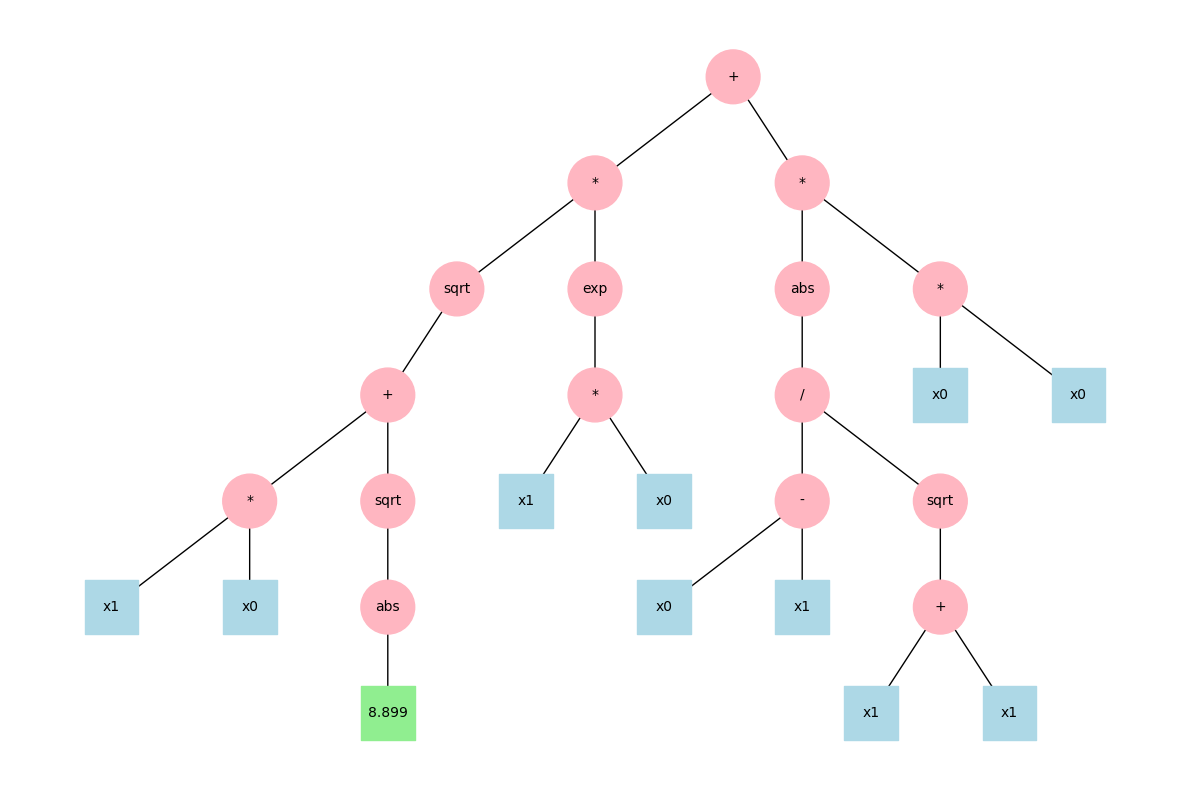 +
* *
sqrt exp abs *
+ * / x0 x0
* sqrt x1 x0 - sqrt
x1 x0 abs x0 x1 +
8.899 x1 x1